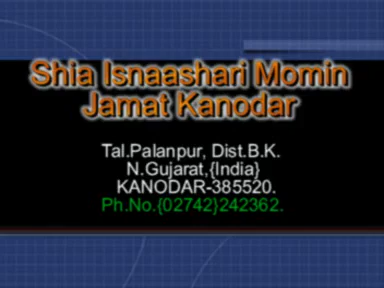 Shia Isnaashari Momin
Jamat Kanodar
Tal.Palanpur, Dist.B.K.
N.Gujarat,{India}
KANODAR-385520.
Ph.No.{02742}242362.